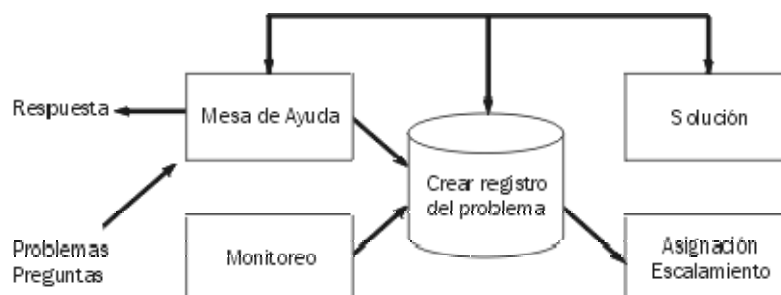 Respuesta
Mesa de Ayuda
Solución
Crear registro
del problema
Problemas
Preguntas
Monitoreo
Asignación
Escalamiento